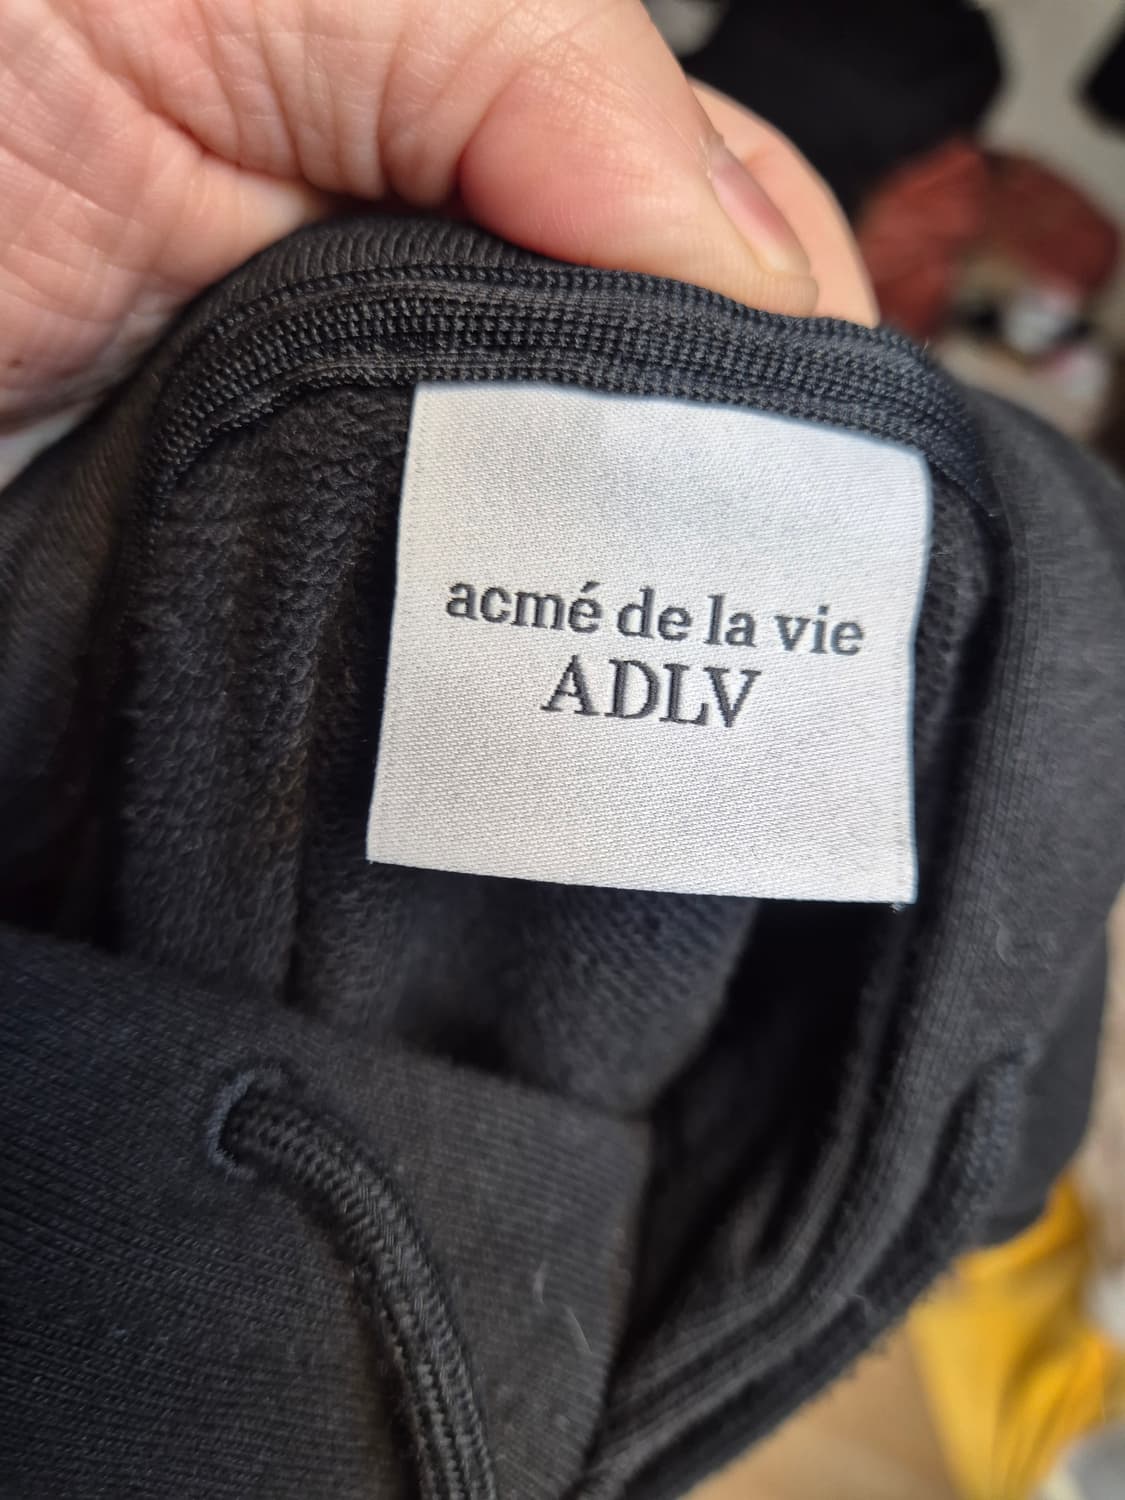 acmé de la vie
ADLV